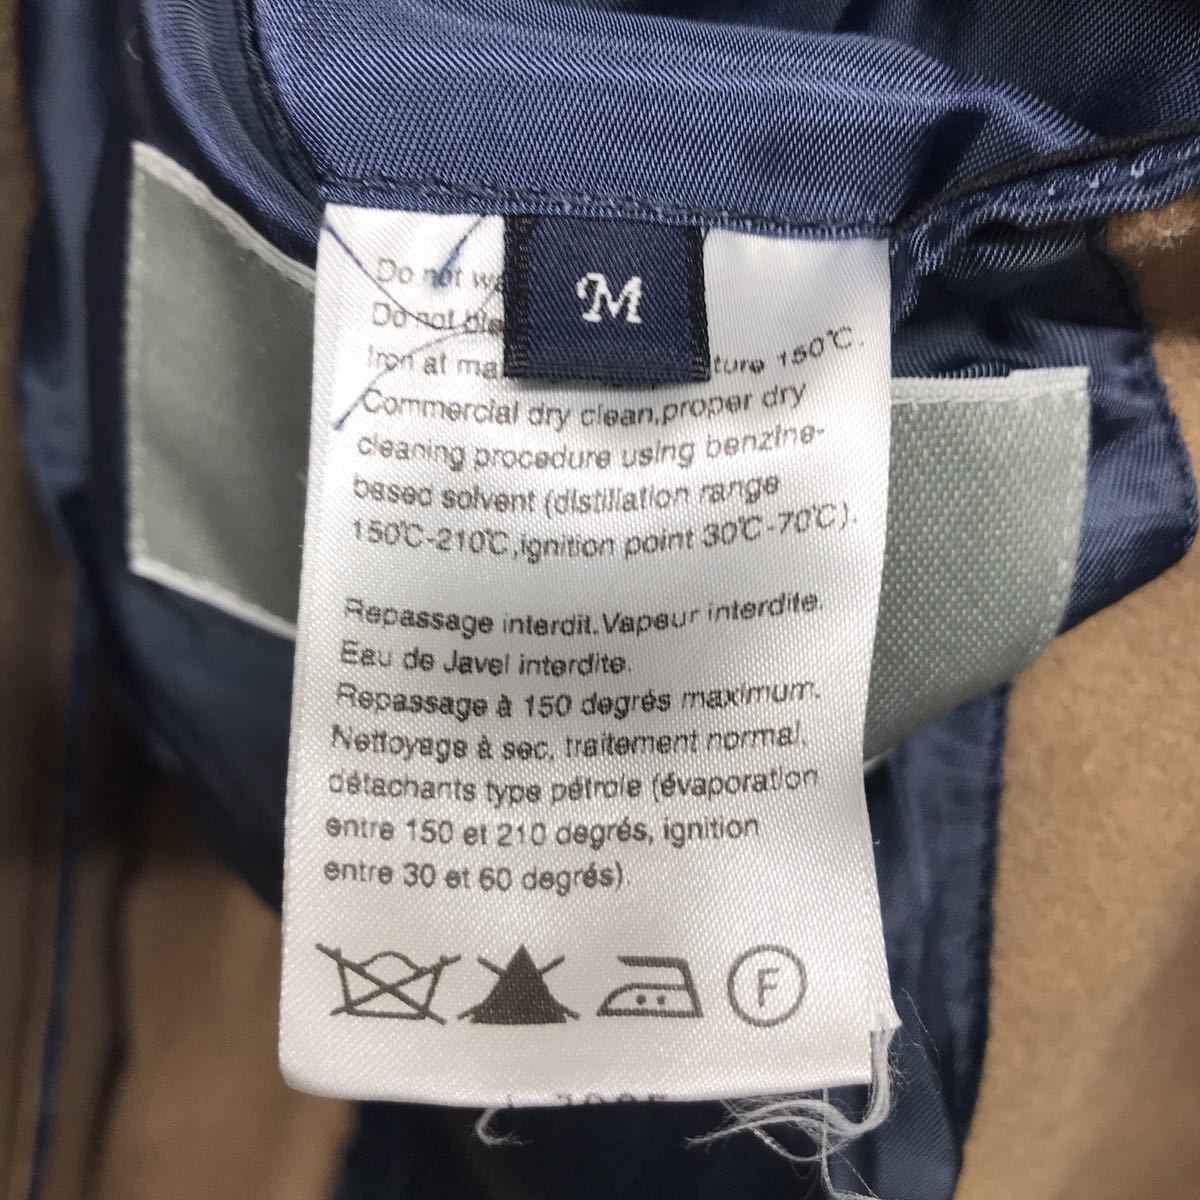 M
Do not
Do not
Iron at 150℃.
Commercial dry clean,proper dry
cleaning procedure using benzine-
based solvent (distillation range
150℃-210℃,ignition point 30℃-70℃).
Repassage interdit.Vapeur interdite.
Eau de Javel interdite.
Repassage à 150 degrés maximum.
Nettoyage à sec, traitement normal,
détachants type pétrole (évaporation
entre 150 et 210 degrés, ignition
entre 30 et 60 degrés).
F